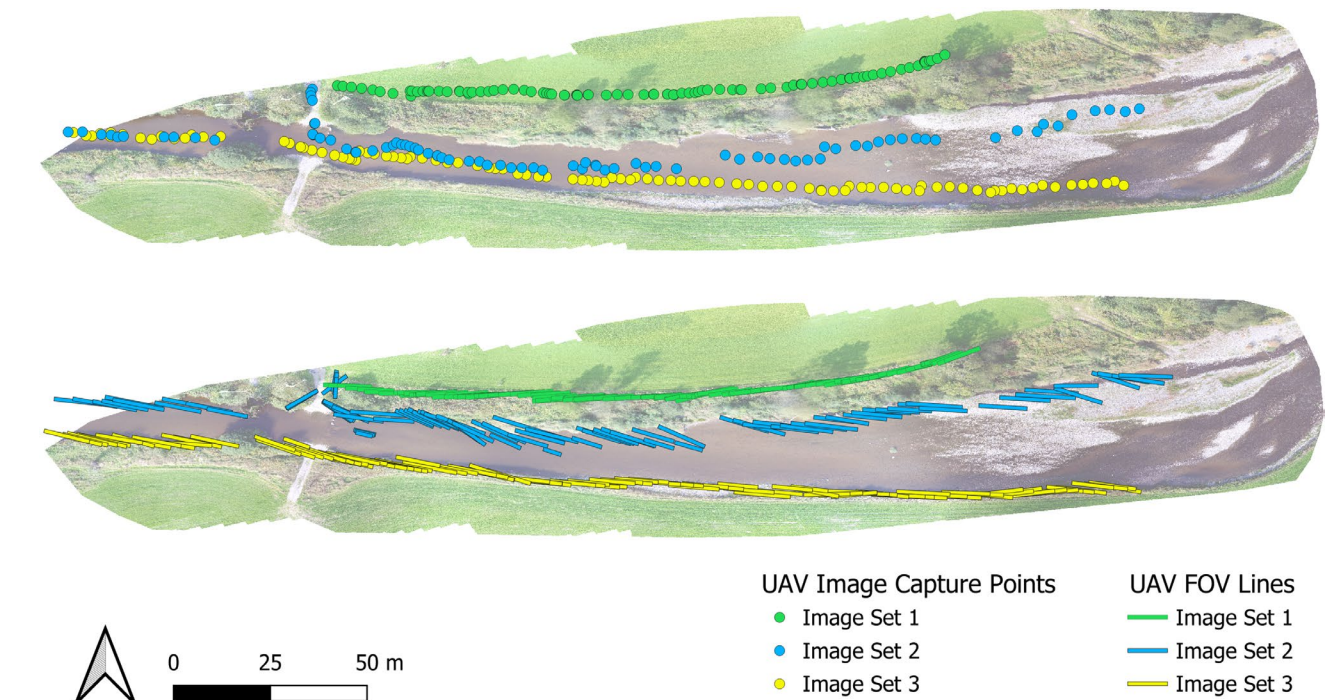 UAV Image Capture Points
Image Set 1
Image Set 2
Image Set 3
UAV FOV Lines
Image Set 1
Image Set 2
Image Set 3
0 25 50 m